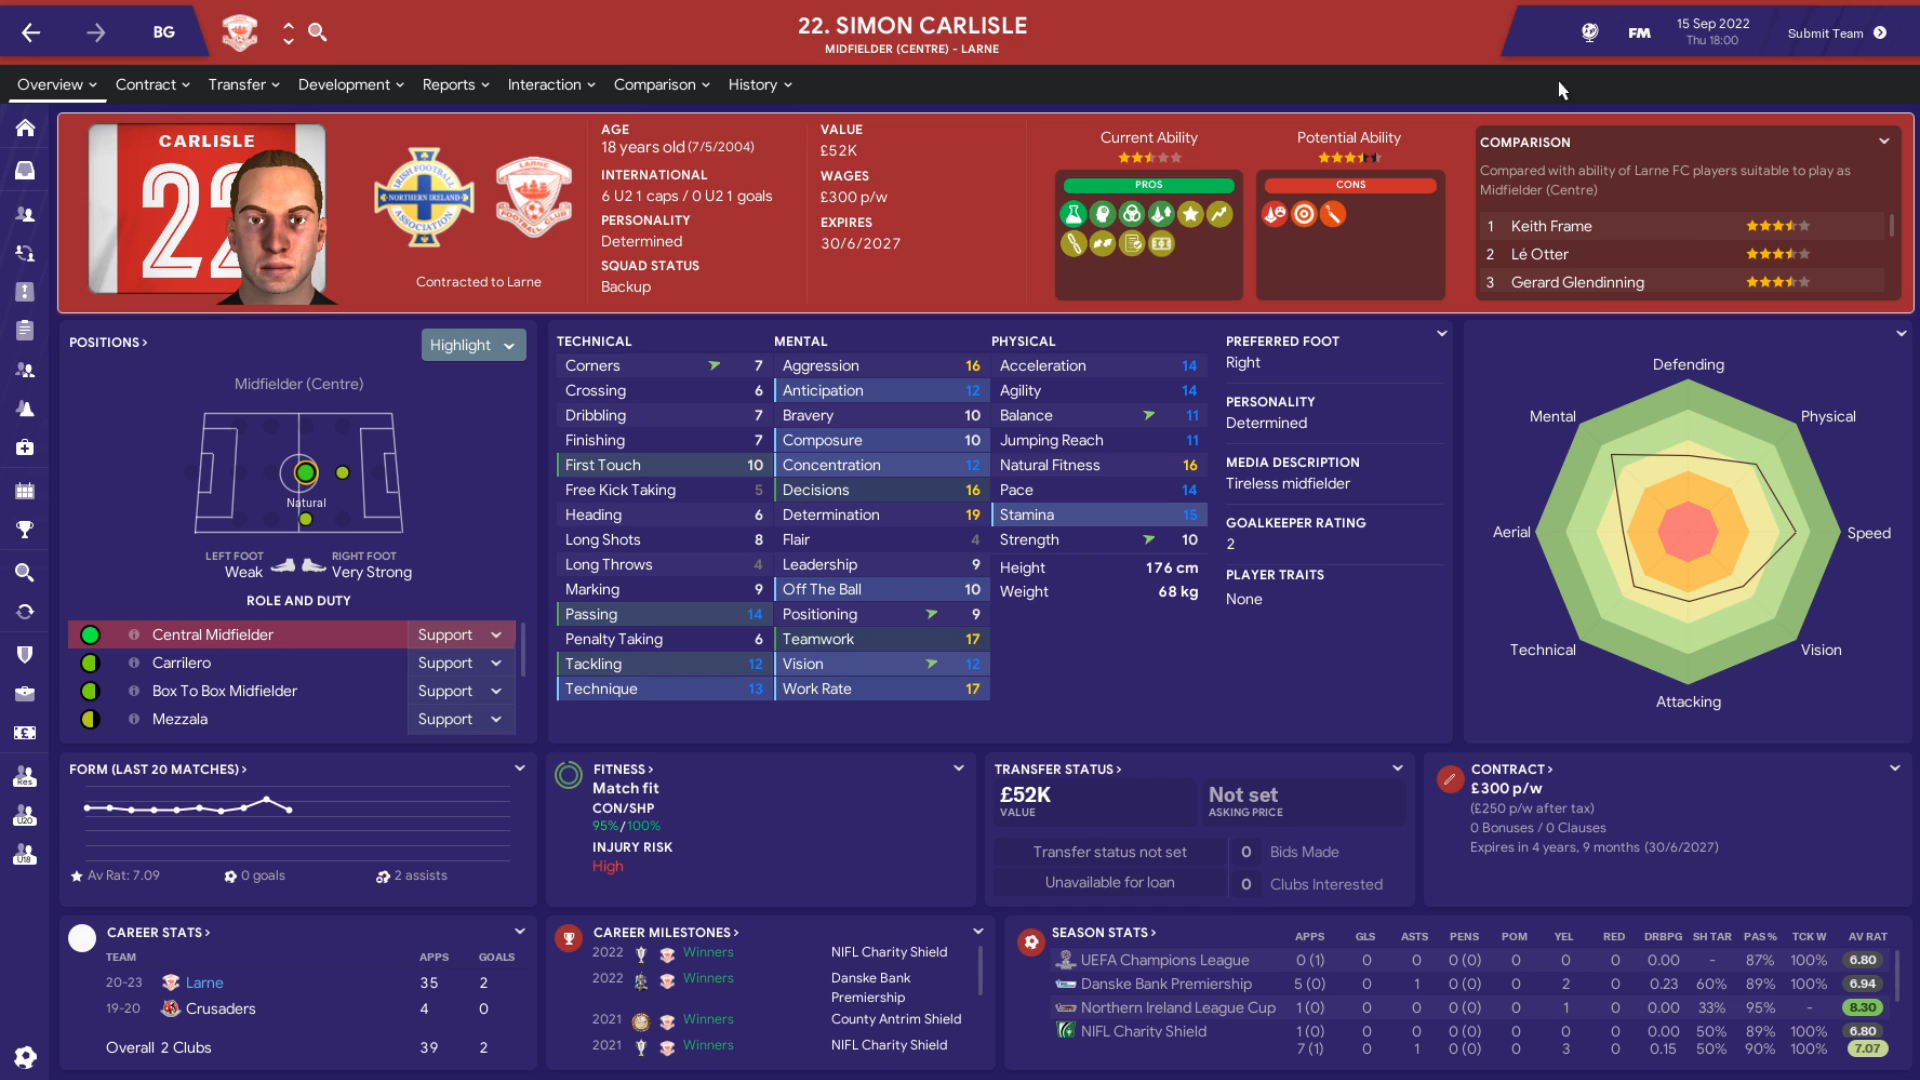 BG
22. SIMON CARLISLE
MIDFIELDER (CENTRE) - LARNE
FM
15 Sep 2022
Thu 18:00
Submit Team
Overview Contract Transfer Development Reports Interaction Comparison History
CARLISLE
22
IRISH FOOTBALL
NORTHERN IRELAND
ASSOCIATION
LARNE
FOOTBALL CLUB
Contracted to Larne
AGE
18 years old (7/5/2004)
INTERNATIONAL
6 U21 caps / 0 U21 goals
PERSONALITY
Determined
SQUAD STATUS
Backup
VALUE
£52K
WAGES
£300 p/w
EXPIRES
30/6/2027
Current Ability
PROS
Potential Ability
CONS
COMPARISON
Compared with ability of Larne FC players suitable to play as
Midfielder (Centre)
1 Keith Frame
2 Lé Otter
3 Gerard Glendinning
POSITIONS >
Highlight
Midfielder (Centre)
Natural
LEFT FOOT
Weak
RIGHT FOOT
Very Strong
ROLE AND DUTY
Central Midfielder Support
Carrilero Support
Box To Box Midfielder Support
Mezzala Support
TECHNICAL
Corners 7
Crossing 6
Dribbling 7
Finishing 7
First Touch 10
Free Kick Taking 5
Heading 6
Long Shots 8
Long Throws 4
Marking 9
Passing 14
Penalty Taking 6
Tackling 12
Technique 13
MENTAL
Aggression 16
Anticipation 12
Bravery 10
Composure 10
Concentration 12
Decisions 16
Determination 19
Flair 4
Leadership 9
Off The Ball 10
Positioning 9
Teamwork 17
Vision 12
Work Rate 17
PHYSICAL
Acceleration 14
Agility 14
Balance 11
Jumping Reach 11
Natural Fitness 16
Pace 14
Stamina 15
Strength 10
Height 176 cm
Weight 68 kg
PREFERRED FOOT
Right
PERSONALITY
Determined
MEDIA DESCRIPTION
Tireless midfielder
GOALKEEPER RATING
2
PLAYER TRAITS
None
Defending
Mental Physical
Aerial Speed
Technical Vision
Attacking
FORM (LAST 20 MATCHES) >
Av Rat: 7.09 0 goals 2 assists
FITNESS >
Match fit
CON/SHP
95%/100%
INJURY RISK
High
TRANSFER STATUS >
£52K
VALUE
Not set
ASKING PRICE
Transfer status not set 0 Bids Made
Unavailable for loan 0 Clubs Interested
CONTRACT >
£300 p/w
(£250 p/w after tax)
0 Bonuses / 0 Clauses
Expires in 4 years, 9 months (30/6/2027)
Res
U20
U18
CAREER STATS >
TEAM APPS GOALS
20-23 Larne 35 2
19-20 Crusaders 4 0
Overall 2 Clubs 39 2
CAREER MILESTONES >
2022 Winners NIFL Charity Shield
2022 Winners Danske Bank
Premiership
2021 Winners County Antrim Shield
2021 Winners NIFL Charity Shield
SEASON STATS > APPS GLS ASTS PENS POM YEL RED DRBPG SH TAR PAS% TCK W AV RAT
UEFA Champions League 0 (1) 0 0 0 (0) 0 0 0 0.00 - 87% 100% 6.80
Danske Bank Premiership 5 (0) 0 1 0 (0) 0 2 0 0.23 60% 89% 100% 6.94
Northern Ireland League Cup 1 (0) 0 0 0 (0) 0 1 0 0.00 33% 95% - 8.30
NIFL Charity Shield 1 (0) 0 0 0 (0) 0 0 0 0.00 50% 89% 100% 6.80
7 (1) 0 1 0 (0) 0 3 0 0.15 50% 90% 100% 7.07